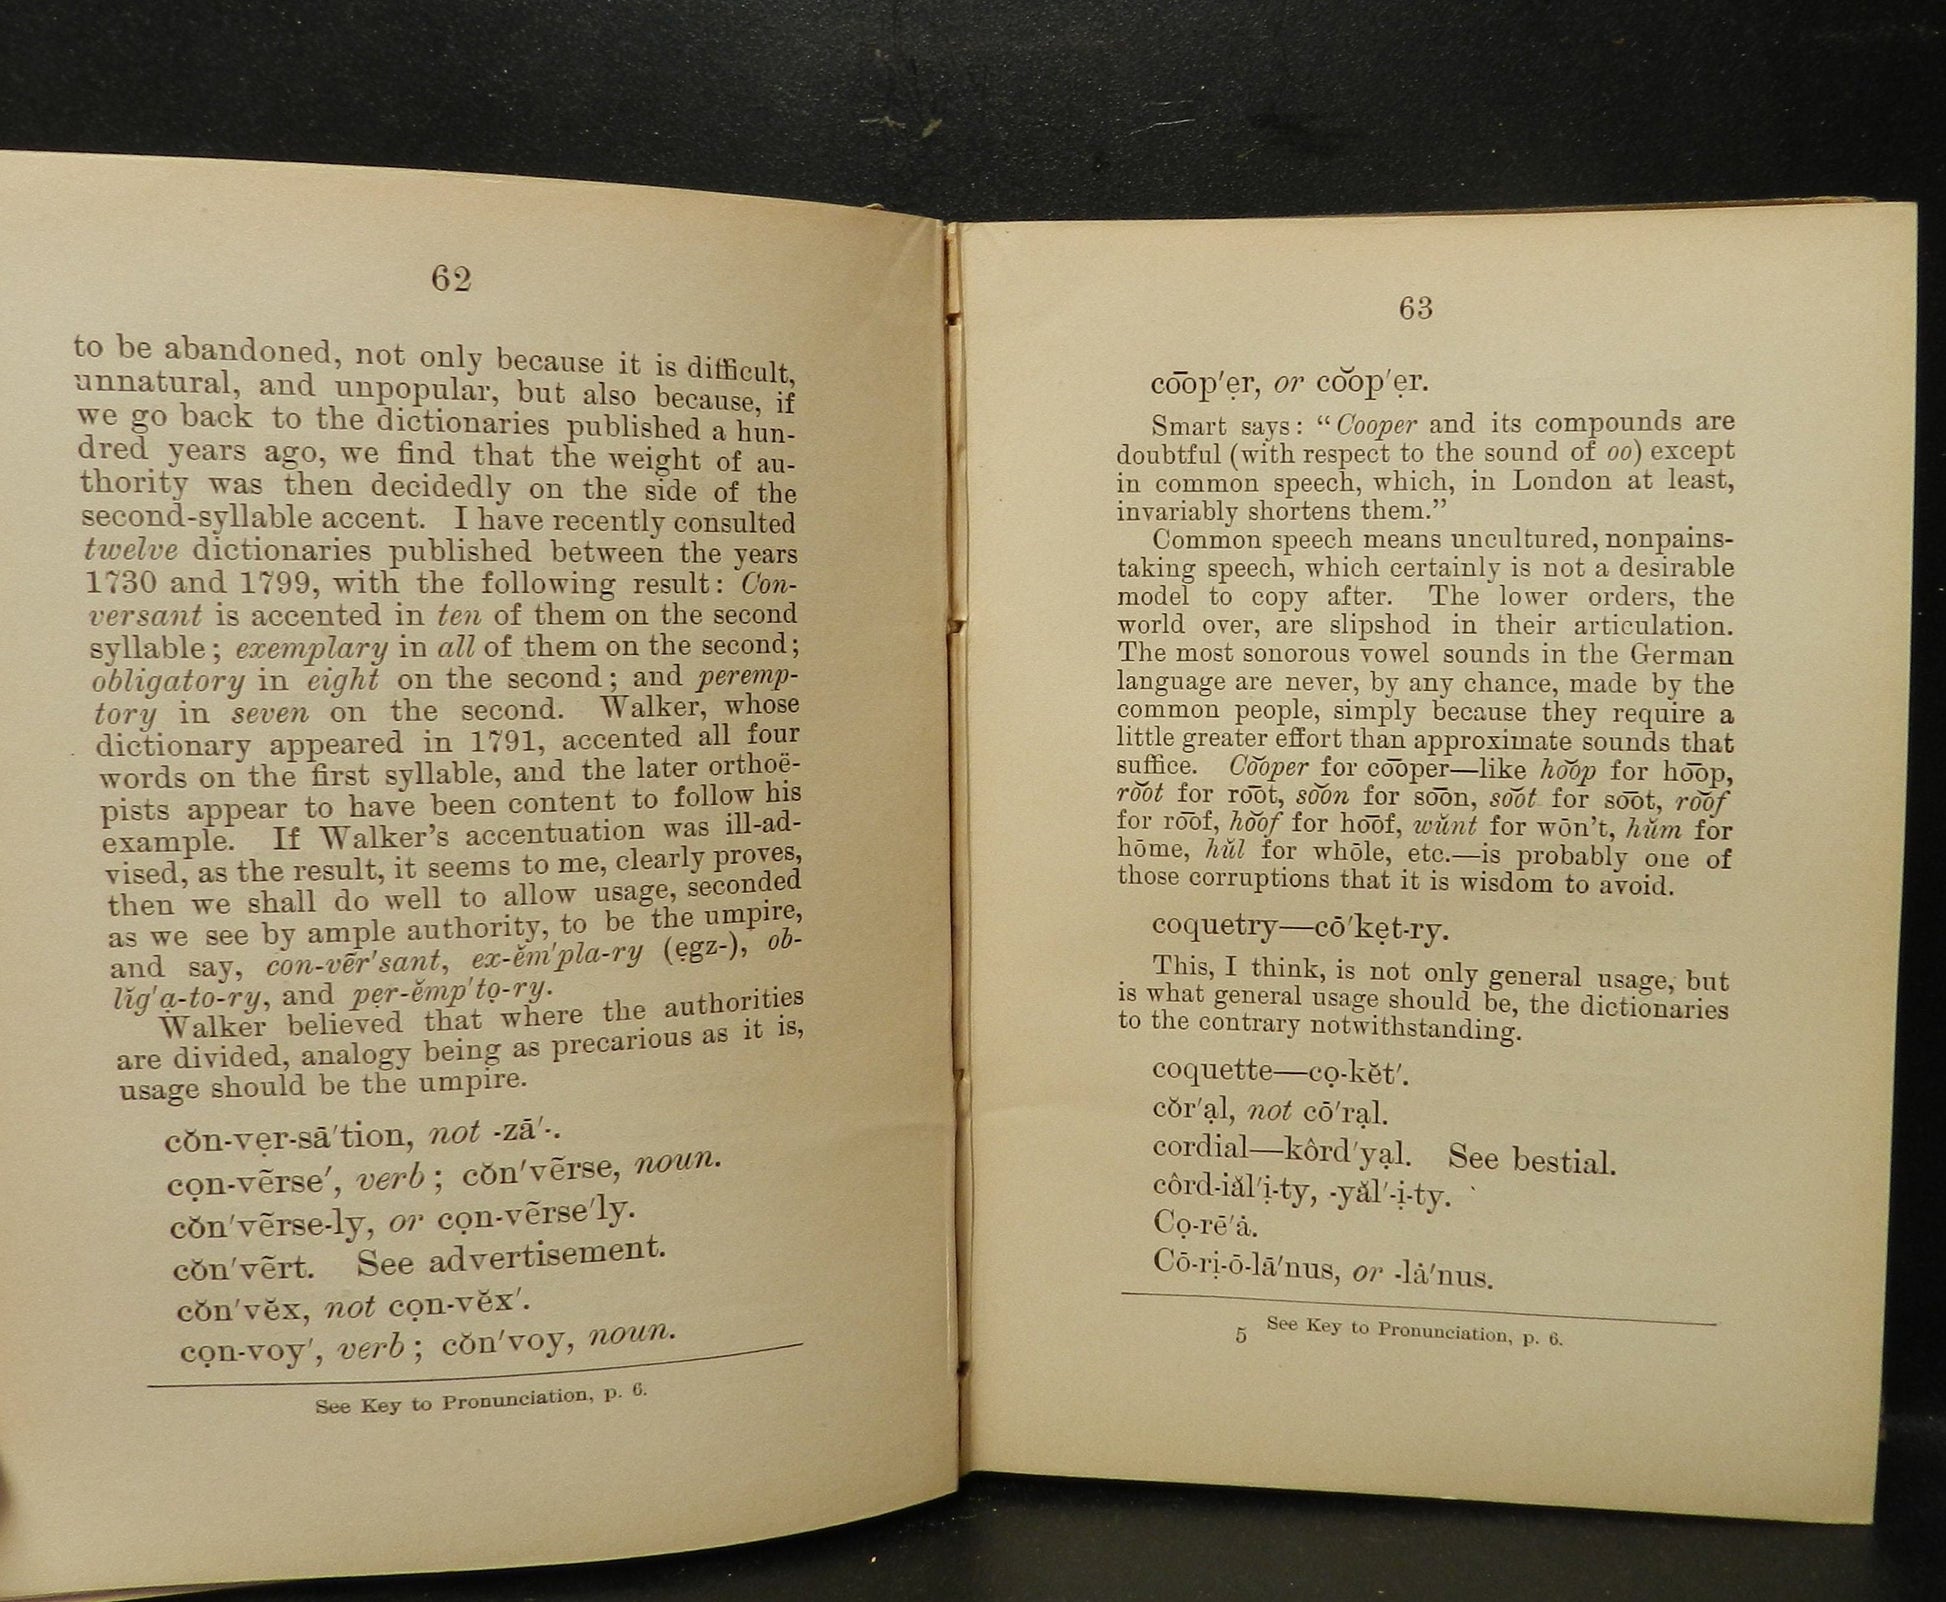 62
to be abandoned, not only because it is difficult,
unnatural, and unpopular, but also because, if
we go back to the dictionaries published a hun-
dred years ago, we find that the weight of au-
thority was then decidedly on the side of the
second-syllable accent. I have recently consulted
twelve dictionaries published between the years
1730 and 1799, with the following result: Con-
versant is accented in ten of them on the second
syllable; exemplary in all of them on the second;
obligatory in eight on the second; and peremp-
tory in seven on the second. Walker, whose
dictionary appeared in 1791, accented all four
words on the first syllable, and the later orthoë-
pists appear to have been content to follow his
example. If Walker's accentuation was ill-ad-
vised, as the result, it seems to me, clearly proves,
then we shall do well to allow usage, seconded
as we see by ample authority, to be the umpire,
and say, con-vẽr'sant, ex-ĕm'pla-ry (ẹgz-), ob-
lĭg'ạ-to-ry, and pẹr-ĕmp'tọ-ry.
Walker believed that where the authorities
are divided, analogy being as precarious as it is,
usage should be the umpire.
cŏn-vẹr-sā'tion, not -zā'-.
cọn-vẽrse', verb; cŏn'vẽrse, noun.
cŏn'vẽrse-ly, or cọn-vẽrse'ly.
cŏn'vẽrt. See advertisement.
cŏn'vĕx, not cọn-vĕx'.
cọn-voy', verb; cŏn'voy, noun.
See Key to Pronunciation, p. 6.
63
co͞op'ẹr, or co͝op'ẹr.
Smart says: "Cooper and its compounds are
doubtful (with respect to the sound of oo) except
in common speech, which, in London at least,
invariably shortens them."
Common speech means uncultured, nonpains-
taking speech, which certainly is not a desirable
model to copy after. The lower orders, the
world over, are slipshod in their articulation.
The most sonorous vowel sounds in the German
language are never, by any chance, made by the
common people, simply because they require a
little greater effort than approximate sounds that
suffice. Co͝oper for co͞oper—like ho͝op for ho͞op,
ro͝ot for ro͞ot, so͝on for so͞on, so͝ot for so͞ot, ro͝of
for ro͞of, ho͝of for ho͞of, wŭnt for wōn't, hŭm for
hōme, hŭl for whōle, etc.—is probably one of
those corruptions that it is wisdom to avoid.
coquetry—cō'kẹt-ry.
This, I think, is not only general usage, but
is what general usage should be, the dictionaries
to the contrary notwithstanding.
coquette—cọ-kĕt'.
cŏr'ạl, not cō'rạl.
cordial—kôrd'yạl. See bestial.
côrd-iăl'ị-ty, -yăl'-ị-ty.
Cọ-rē'ȧ.
Cō-rị-ō-lā'nus, or -lȧ'nus.
5 See Key to Pronunciation, p. 6.